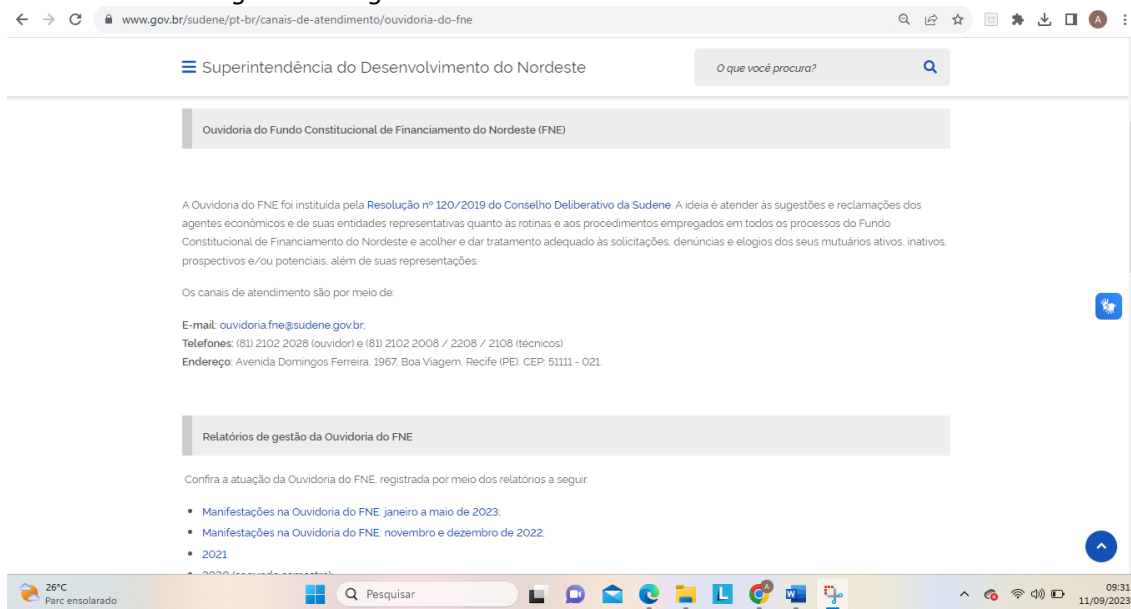 www.gov.br/sudene/pt-br/canais-de-atendimento/ouvidoria-do-fne
A
Superintendência do Desenvolvimento do Nordeste
O que você procura?
Ouvidoria do Fundo Constitucional de Financiamento do Nordeste (FNE)
A Ouvidoria do FNE foi instituída pela Resolução nº 120/2019 do Conselho Deliberativo da Sudene. A ideia é atender às sugestões e reclamações dos
agentes econômicos e de suas entidades representativas quanto às rotinas e aos procedimentos empregados em todos os processos do Fundo
Constitucional de Financiamento do Nordeste e acolher e dar tratamento adequado às solicitações, denúncias e elogios dos seus mutuários ativos, inativos,
prospectivos e/ou potenciais, além de suas representações.
Os canais de atendimento são por meio de:
E-mail: ouvidoria.fne@sudene.gov.br;
Telefones: (81) 2102 2028 (ouvidor) e (81) 2102 2008 / 2208 / 2108 (técnicos)
Endereço: Avenida Domingos Ferreira, 1967, Boa Viagem, Recife (PE). CEP: 51111 - 021.
Relatórios de gestão da Ouvidoria do FNE
Confira a atuação da Ouvidoria do FNE, registrada por meio dos relatórios a seguir:
Manifestações na Ouvidoria do FNE: janeiro a maio de 2023;
Manifestações na Ouvidoria do FNE: novembro e dezembro de 2022;
2021
2020 (segundo semestre);
26°C
Parc ensolarado
Pesquisar
L
09:31
11/09/2023